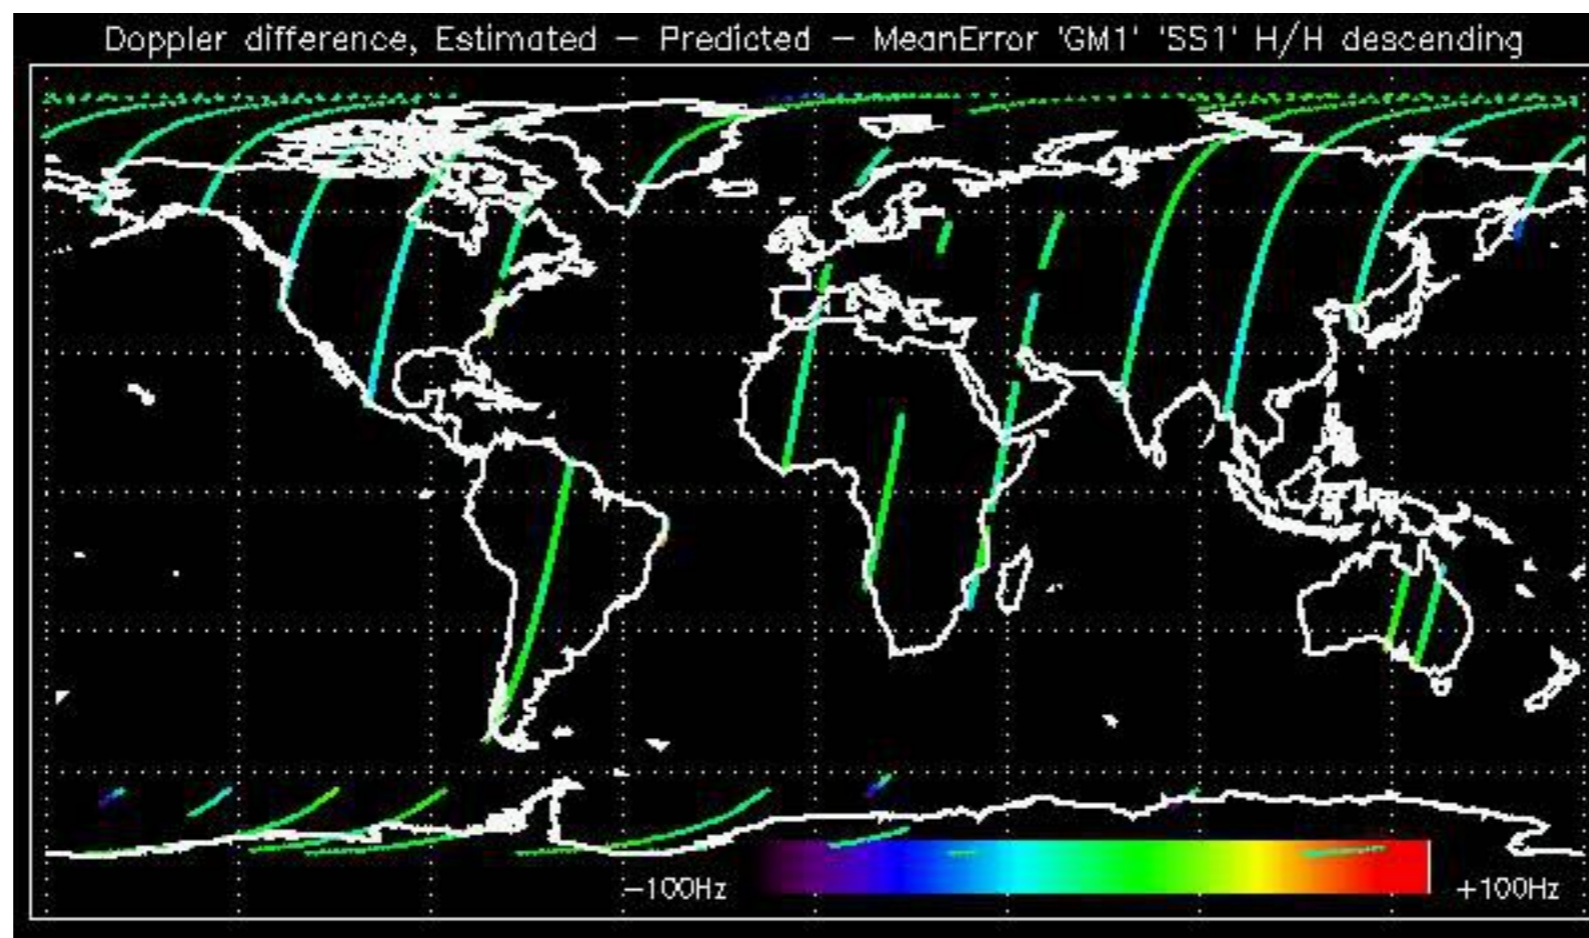 Doppler difference, Estimated – Predicted – MeanError 'GM1' 'SS1' H/H descending
-100Hz +100Hz